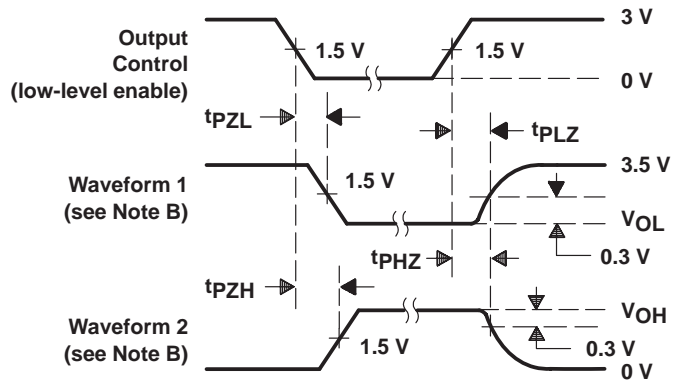 3 V
Output
Control
(low-level enable)
1.5 V
1.5 V
0 V
tPZL
tPLZ
3.5 V
Waveform 1
(see Note B)
1.5 V
VOL
tPHZ
0.3 V
tPZH
VOH
Waveform 2
(see Note B)
1.5 V
0.3 V
0 V